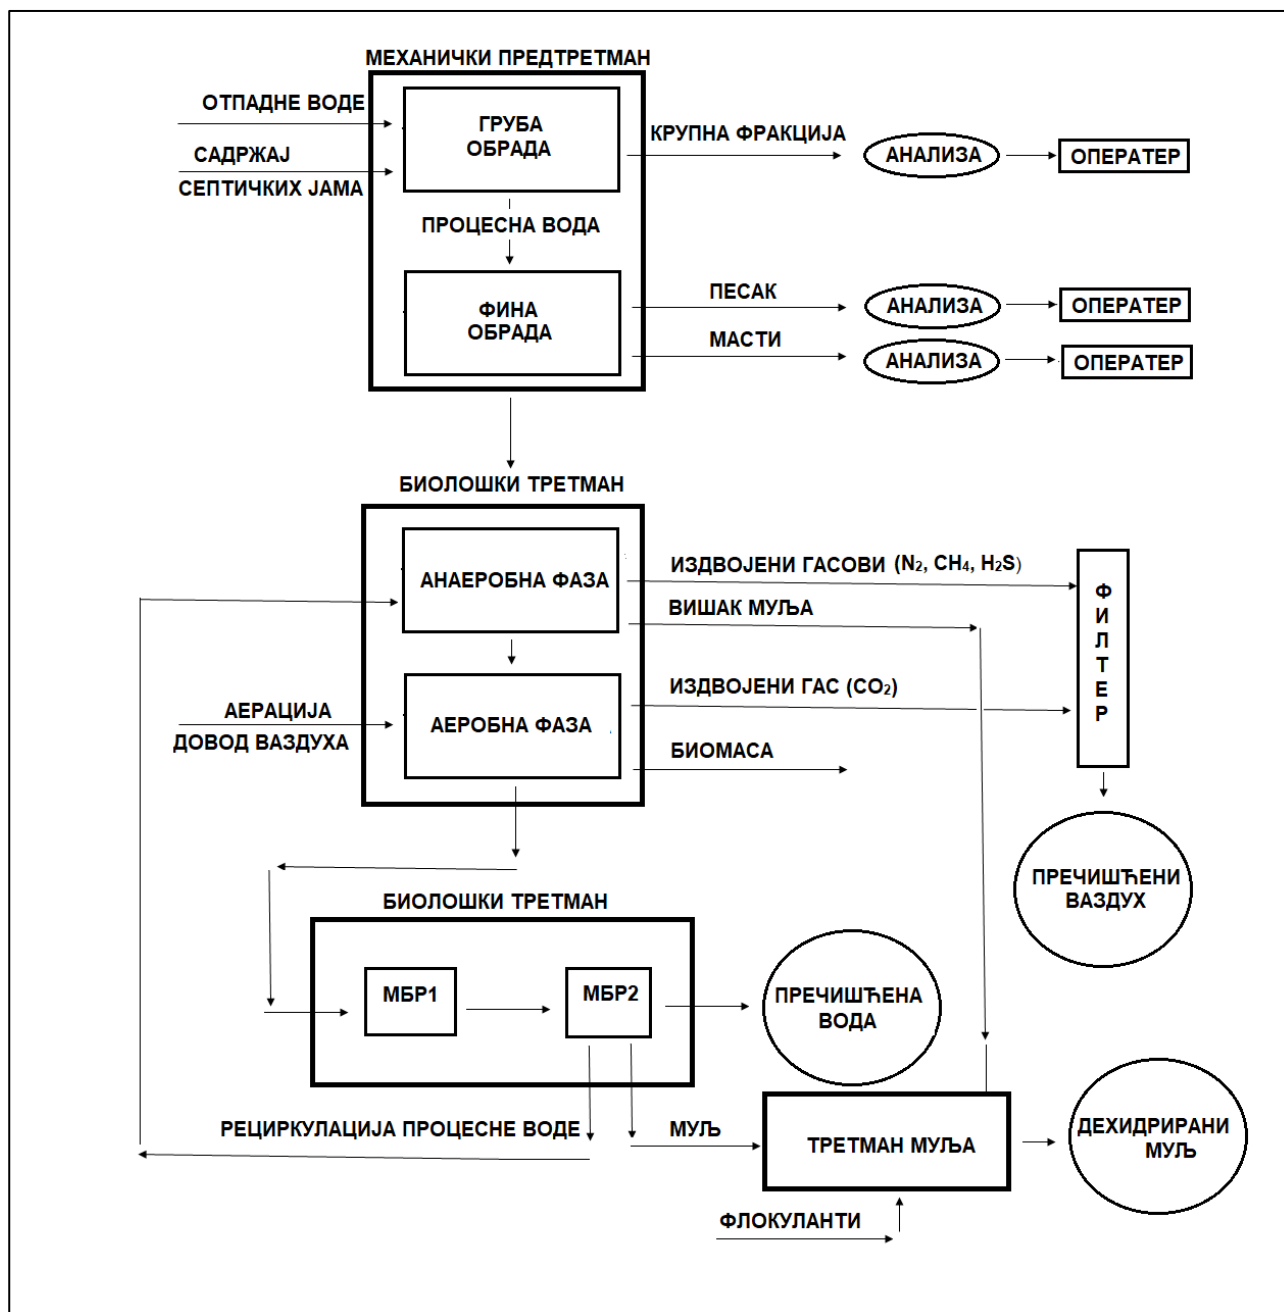 МЕХАНИЧКИ ПРЕДТРЕТМАН
ОТПАДНЕ ВОДЕ
САДРЖАЈ
СЕПТИЧКИХ ЈАМА
ГРУБА
ОБРАДА
КРУПНА ФРАКЦИЈА
АНАЛИЗА
ОПЕРАТЕР
ПРОЦЕСНА ВОДА
ФИНА
ОБРАДА
ПЕСАК
АНАЛИЗА
ОПЕРАТЕР
МАСТИ
АНАЛИЗА
ОПЕРАТЕР
БИОЛОШКИ ТРЕТМАН
АНАЕРОБНА ФАЗА
ИЗДВОЈЕНИ ГАСОВИ (N₂, CH₄, H₂S)
ВИШАК МУЉА
ФИЛТЕР
АЕРАЦИЈА
ДОВОД ВАЗДУХА
АЕРОБНА ФАЗА
ИЗДВОЈЕНИ ГАС (CO₂)
БИОМАСА
ПРЕЧИШЋЕНИ
ВАЗДУХ
БИОЛОШКИ ТРЕТМАН
МБР1
МБР2
ПРЕЧИШЋЕНА
ВОДА
РЕЦИРКУЛАЦИЈА ПРОЦЕСНЕ ВОДЕ
МУЉ
ТРЕТМАН МУЉА
ДЕХИДРИРАНИ
МУЉ
ФЛОКУЛАНТИ